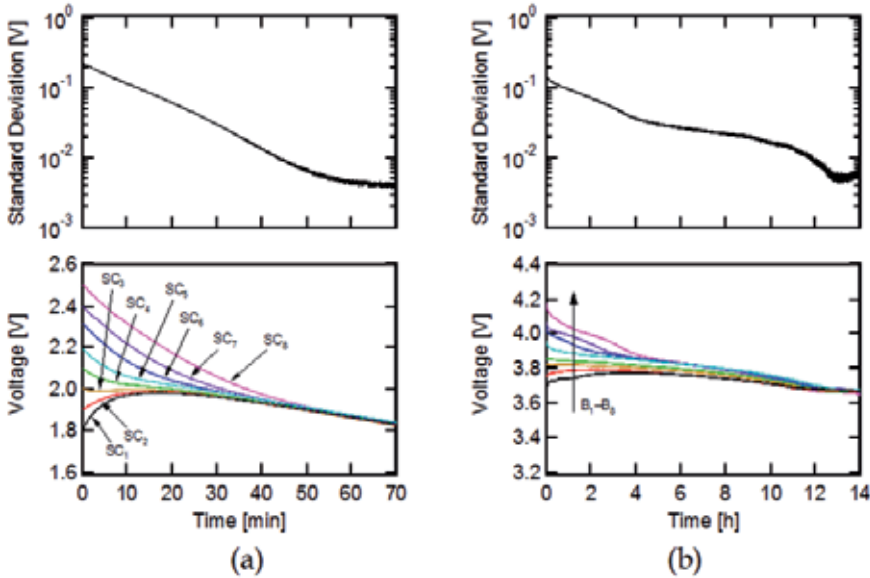 Standard Deviation [V]
10⁰
10⁻¹
10⁻²
10⁻³
Voltage [V]
2.6
2.4
2.2
2.0
1.8
1.6
SC₃
SC₄
SC₅
SC₆
SC₇
SC₈
SC₂
SC₁
0 10 20 30 40 50 60 70
Time [min]
(a)
Standard Deviation [V]
10⁰
10⁻¹
10⁻²
10⁻³
Voltage [V]
4.4
4.2
4.0
3.8
3.6
3.4
3.2
B₁–B₈
0 2 4 6 8 10 12 14
Time [h]
(b)